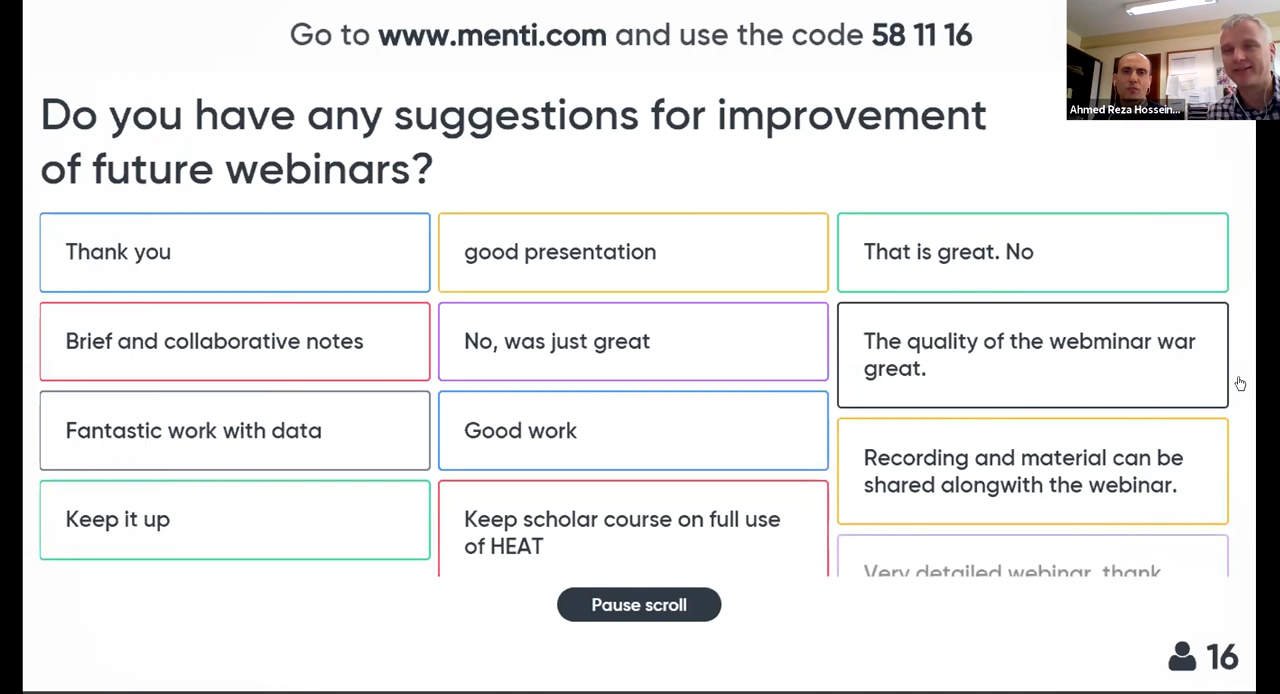 Go to www.menti.com and use the code 58 11 16
Ahmed Reza Hossein...
Do you have any suggestions for improvement
of future webinars?
Thank you
good presentation
That is great. No
Brief and collaborative notes
No, was just great
The quality of the webminar war
great.
Fantastic work with data
Good work
Recording and material can be
shared alongwith the webinar.
Keep it up
Keep scholar course on full use
of HEAT
Very detailed webinar, thank
Pause scroll
16